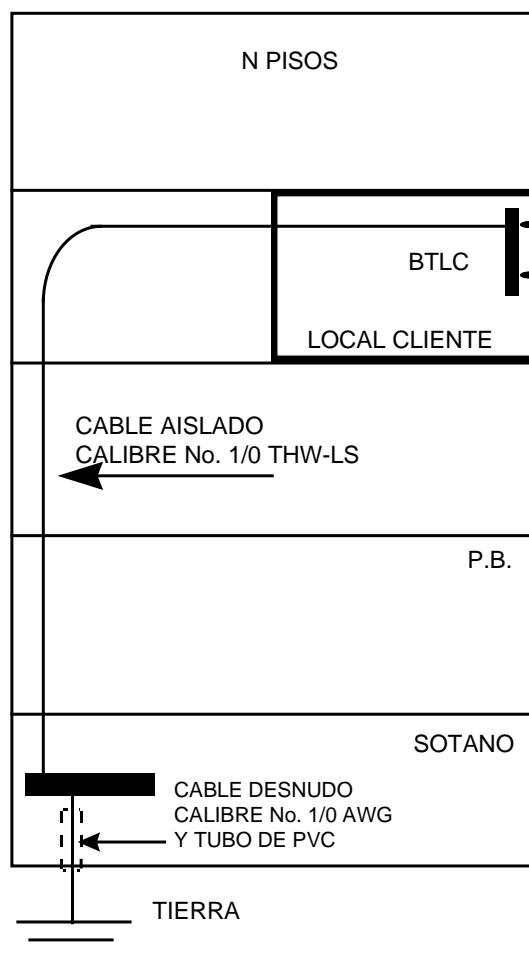 N PISOS
BTLC
LOCAL CLIENTE
CABLE AISLADO
CALIBRE No. 1/0 THW-LS
P.B.
SOTANO
CABLE DESNUDO
CALIBRE No. 1/0 AWG
Y TUBO DE PVC
TIERRA